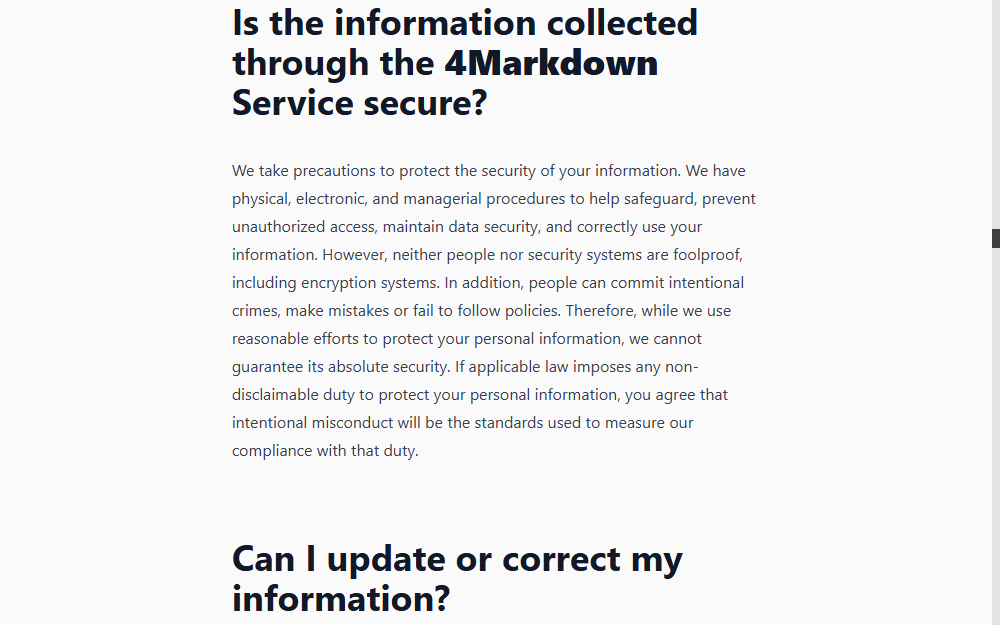 Is the information collected
through the 4Markdown
Service secure?
We take precautions to protect the security of your information. We have
physical, electronic, and managerial procedures to help safeguard, prevent
unauthorized access, maintain data security, and correctly use your
information. However, neither people nor security systems are foolproof,
including encryption systems. In addition, people can commit intentional
crimes, make mistakes or fail to follow policies. Therefore, while we use
reasonable efforts to protect your personal information, we cannot
guarantee its absolute security. If applicable law imposes any non-
disclaimable duty to protect your personal information, you agree that
intentional misconduct will be the standards used to measure our
compliance with that duty.
Can I update or correct my
information?